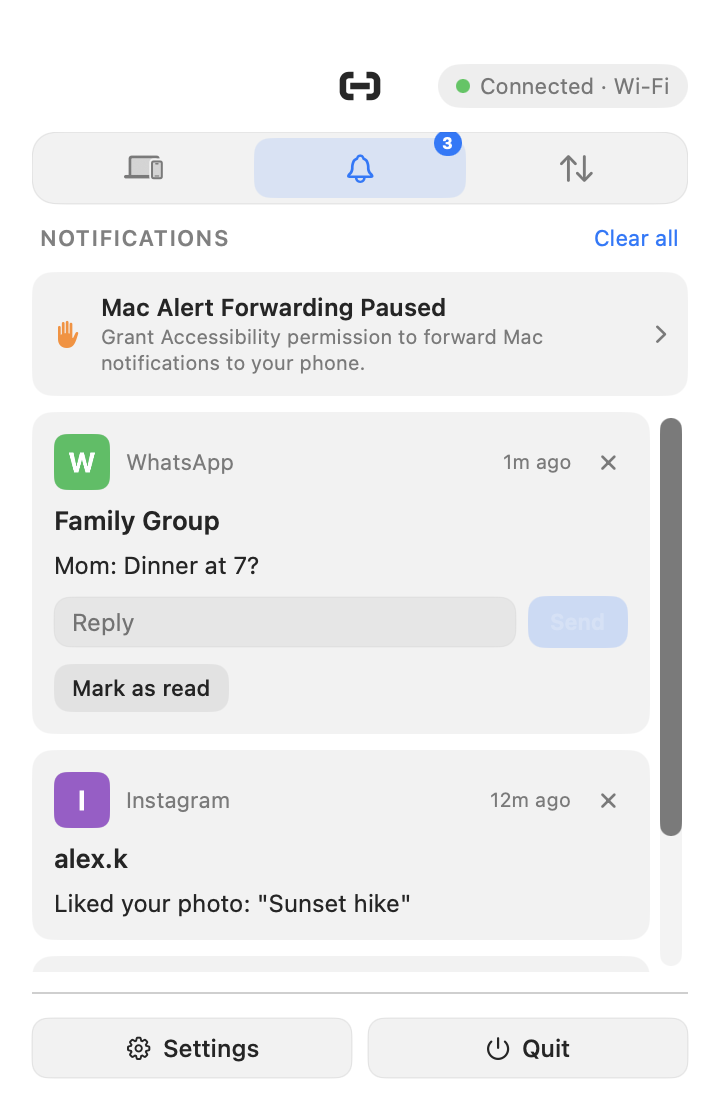 Connected · Wi-Fi
3
NOTIFICATIONS
Clear all
Mac Alert Forwarding Paused
Grant Accessibility permission to forward Mac
notifications to your phone.
W
WhatsApp
1m ago
Family Group
Mom: Dinner at 7?
Reply
Send
Mark as read
I
Instagram
12m ago
alex.k
Liked your photo: "Sunset hike"
Settings
Quit